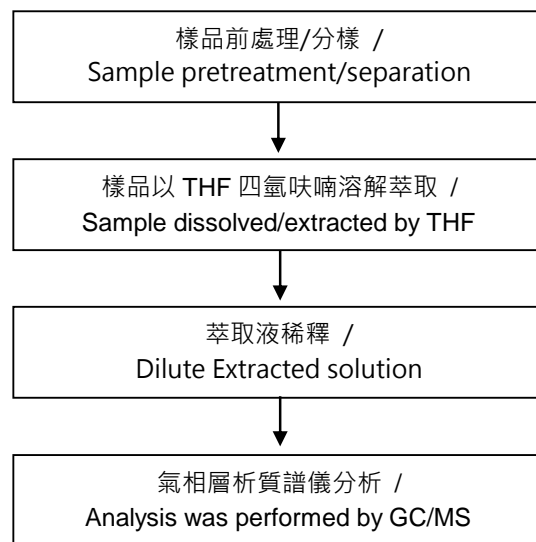 樣品前處理/分樣 /
Sample pretreatment/separation
樣品以 THF 四氫呋喃溶解萃取 /
Sample dissolved/extracted by THF
萃取液稀釋 /
Dilute Extracted solution
氣相層析質譜儀分析 /
Analysis was performed by GC/MS